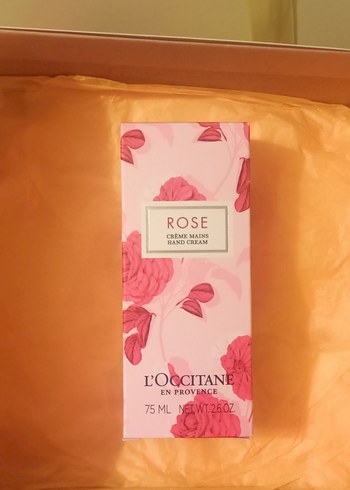 ROSE
CRÈME MAINS
HAND CREAM
L'OCCITANE
EN PROVENCE
75 ML NET WT. 2.6 OZ.